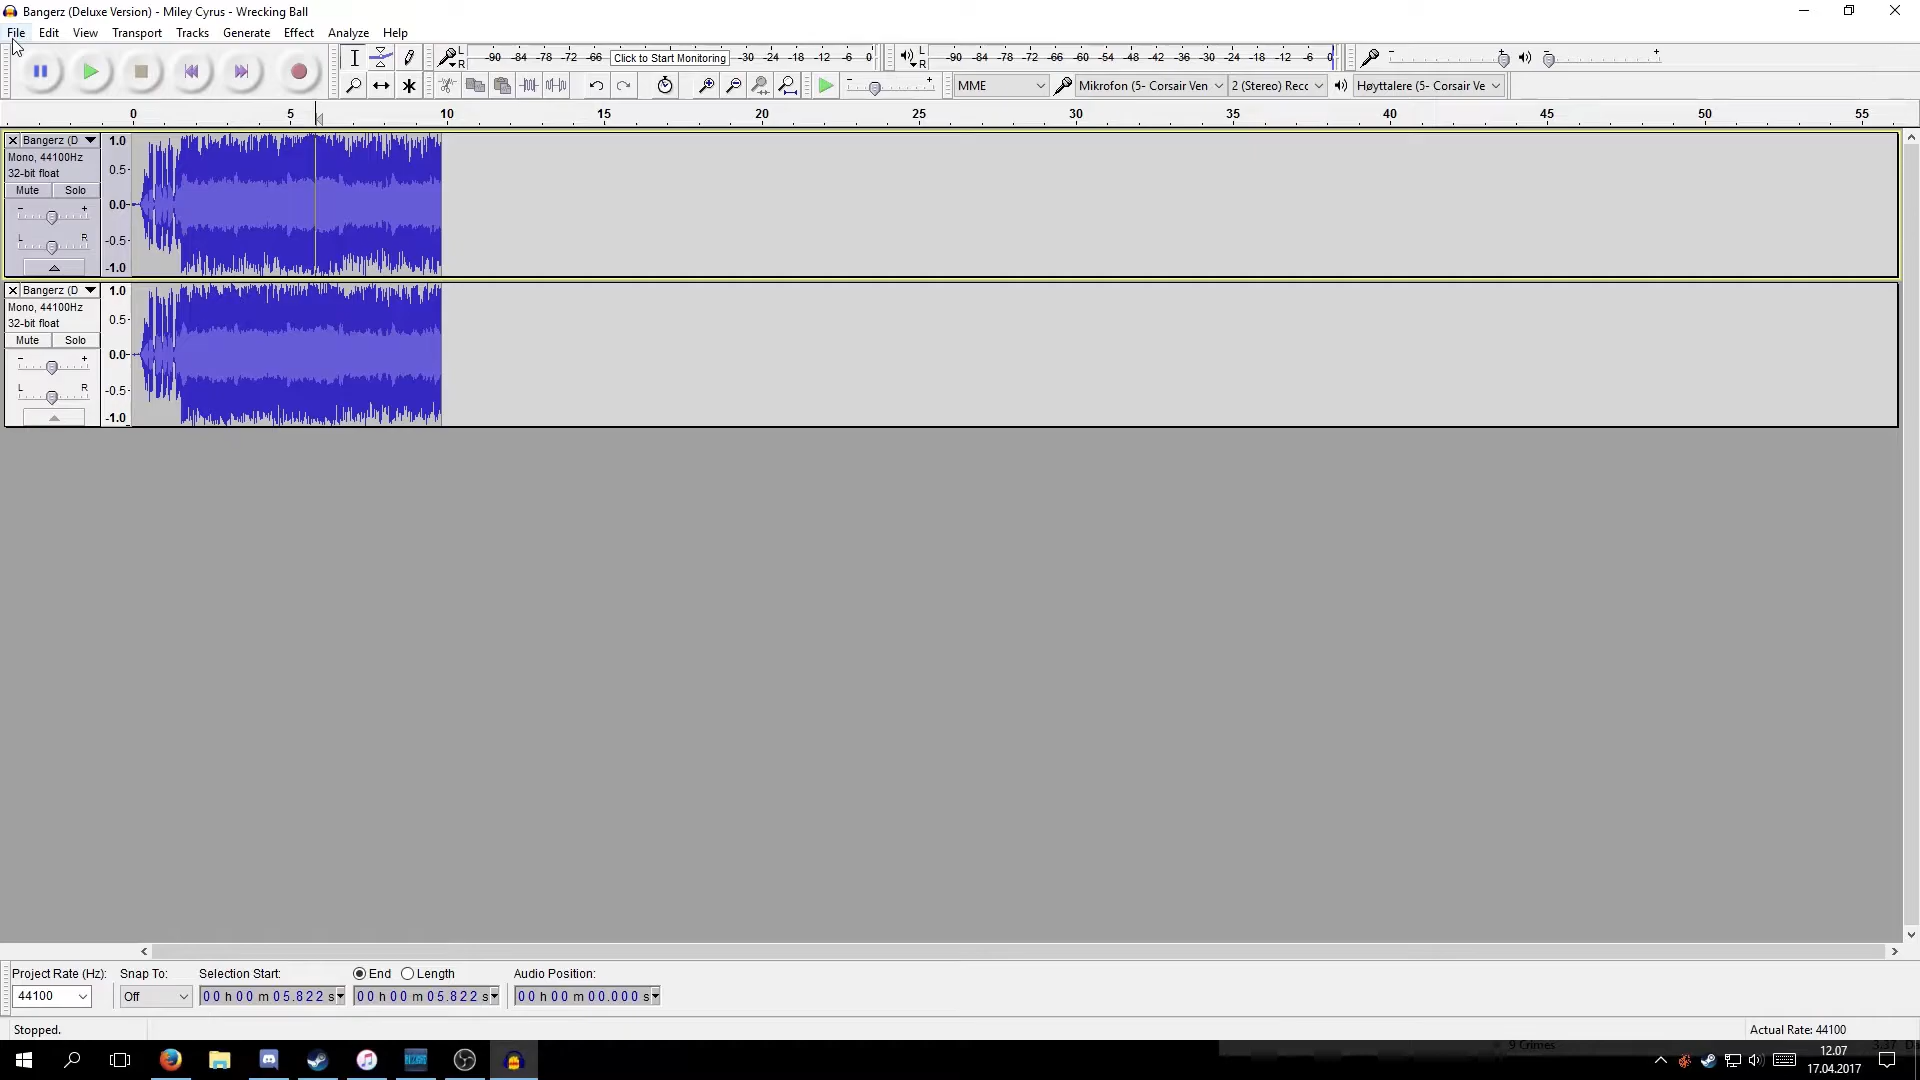 Bangerz (Deluxe Version) - Miley Cyrus - Wrecking Ball
File Edit View Transport Tracks Generate Effect Analyze Help
L R -90 -84 -78 -72 -66 Click to Start Monitoring -30 -24 -18 -12 -6 0 L R -90 -84 -78 -72 -66 -60 -54 -48 -42 -36 -30 -24 -18 -12 -6 0 - + - +
- + MME Mikrofon (5- Corsair Ven 2 (Stereo) Recc Høyttalere (5- Corsair Ve
0 5 10 15 20 25 30 35 40 45 50 55
Bangerz (D 1.0
Mono, 44100Hz
32-bit float 0.5
Mute Solo
- + 0.0
L R -0.5
-1.0
Bangerz (D 1.0
Mono, 44100Hz
32-bit float 0.5
Mute Solo
- + 0.0
L R -0.5
-1.0
Project Rate (Hz): Snap To: Selection Start: End Length Audio Position:
44100 Off 00 h 00 m 05.822 s 00 h 00 m 05.822 s 00 h 00 m 00.000 s
Stopped. Actual Rate: 44100
9 Crimes 3.37
12.07
17.04.2017